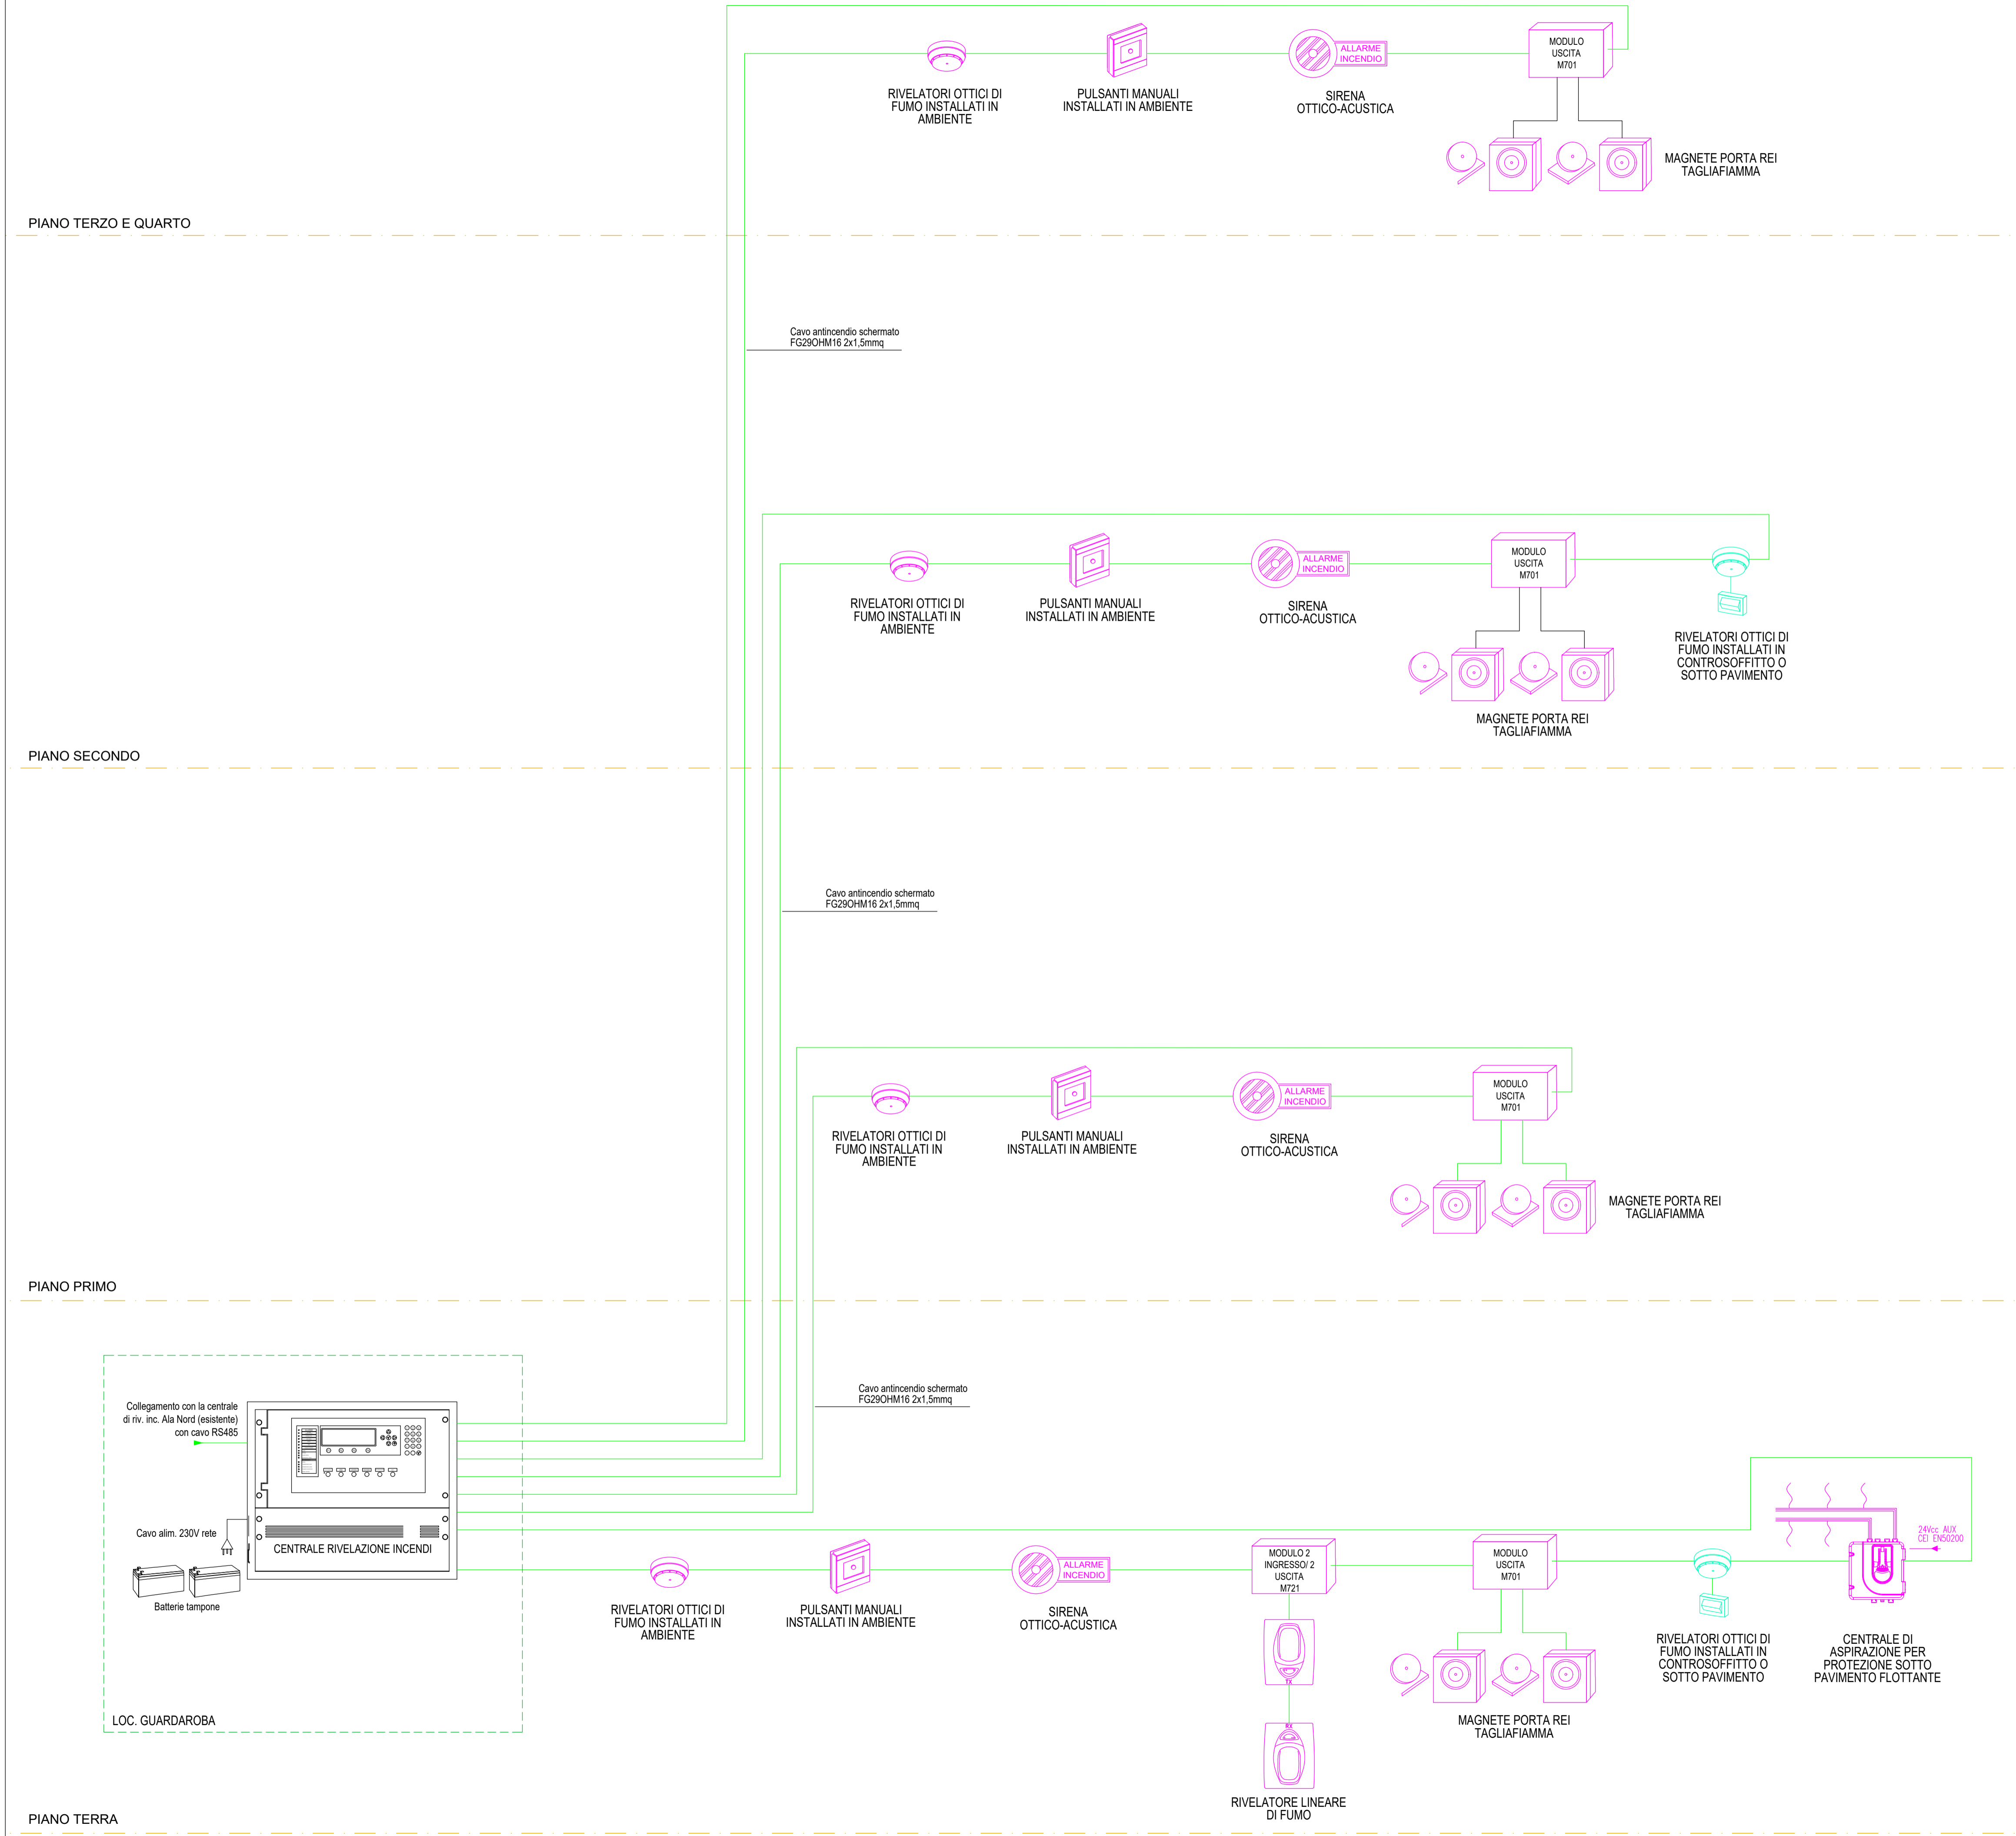 ALLARME
INCENDIO
MODULO
USCITA
M701
RIVELATORI OTTICI DI
FUMO INSTALLATI IN
AMBIENTE
PULSANTI MANUALI
INSTALLATI IN AMBIENTE
SIRENA
OTTICO-ACUSTICA
MAGNETE PORTA REI
TAGLIAFIAMMA
PIANO TERZO E QUARTO
Cavo antincendio schermato
FG29OHM16 2x1,5mmq
ALLARME
INCENDIO
MODULO
USCITA
M701
RIVELATORI OTTICI DI
FUMO INSTALLATI IN
AMBIENTE
PULSANTI MANUALI
INSTALLATI IN AMBIENTE
SIRENA
OTTICO-ACUSTICA
RIVELATORI OTTICI DI
FUMO INSTALLATI IN
CONTROSOFFITTO O
SOTTO PAVIMENTO
MAGNETE PORTA REI
TAGLIAFIAMMA
PIANO SECONDO
Cavo antincendio schermato
FG29OHM16 2x1,5mmq
ALLARME
INCENDIO
MODULO
USCITA
M701
RIVELATORI OTTICI DI
FUMO INSTALLATI IN
AMBIENTE
PULSANTI MANUALI
INSTALLATI IN AMBIENTE
SIRENA
OTTICO-ACUSTICA
MAGNETE PORTA REI
TAGLIAFIAMMA
PIANO PRIMO
Cavo antincendio schermato
FG29OHM16 2x1,5mmq
Collegamento con la centrale
di riv. inc. Ala Nord (esistente)
con cavo RS485
Cavo alim. 230V rete
CENTRALE RIVELAZIONE INCENDI
Batterie tampone
LOC. GUARDAROBA
ALLARME
INCENDIO
MODULO 2
INGRESSO/ 2
USCITA
M721
MODULO
USCITA
M701
24Vcc AUX
CEI EN50200
RIVELATORI OTTICI DI
FUMO INSTALLATI IN
AMBIENTE
PULSANTI MANUALI
INSTALLATI IN AMBIENTE
SIRENA
OTTICO-ACUSTICA
TX
RX
RIVELATORE LINEARE
DI FUMO
MAGNETE PORTA REI
TAGLIAFIAMMA
RIVELATORI OTTICI DI
FUMO INSTALLATI IN
CONTROSOFFITTO O
SOTTO PAVIMENTO
CENTRALE DI
ASPIRAZIONE PER
PROTEZIONE SOTTO
PAVIMENTO FLOTTANTE
PIANO TERRA